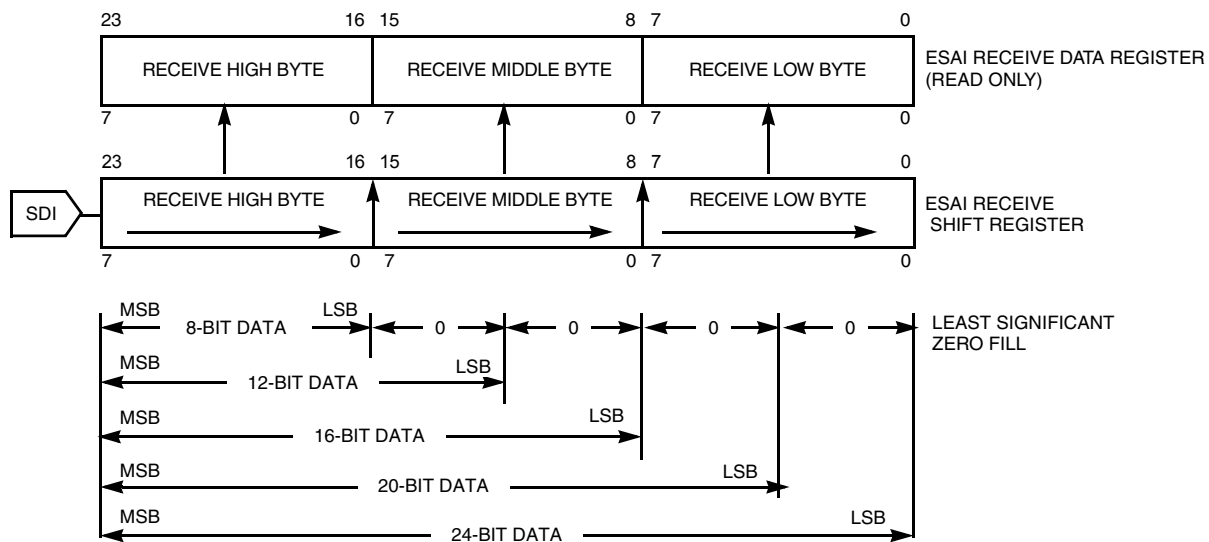 23 16 15 8 7 0
RECEIVE HIGH BYTE RECEIVE MIDDLE BYTE RECEIVE LOW BYTE
ESAI RECEIVE DATA REGISTER
(READ ONLY)
7 0 7 0 7 0
23 16 15 8 7 0
SDI
RECEIVE HIGH BYTE RECEIVE MIDDLE BYTE RECEIVE LOW BYTE
ESAI RECEIVE
SHIFT REGISTER
7 0 7 0 7 0
MSB LSB
8-BIT DATA 0 0 0 0
LEAST SIGNIFICANT
ZERO FILL
MSB LSB
12-BIT DATA
MSB LSB
16-BIT DATA
MSB LSB
20-BIT DATA
MSB LSB
24-BIT DATA